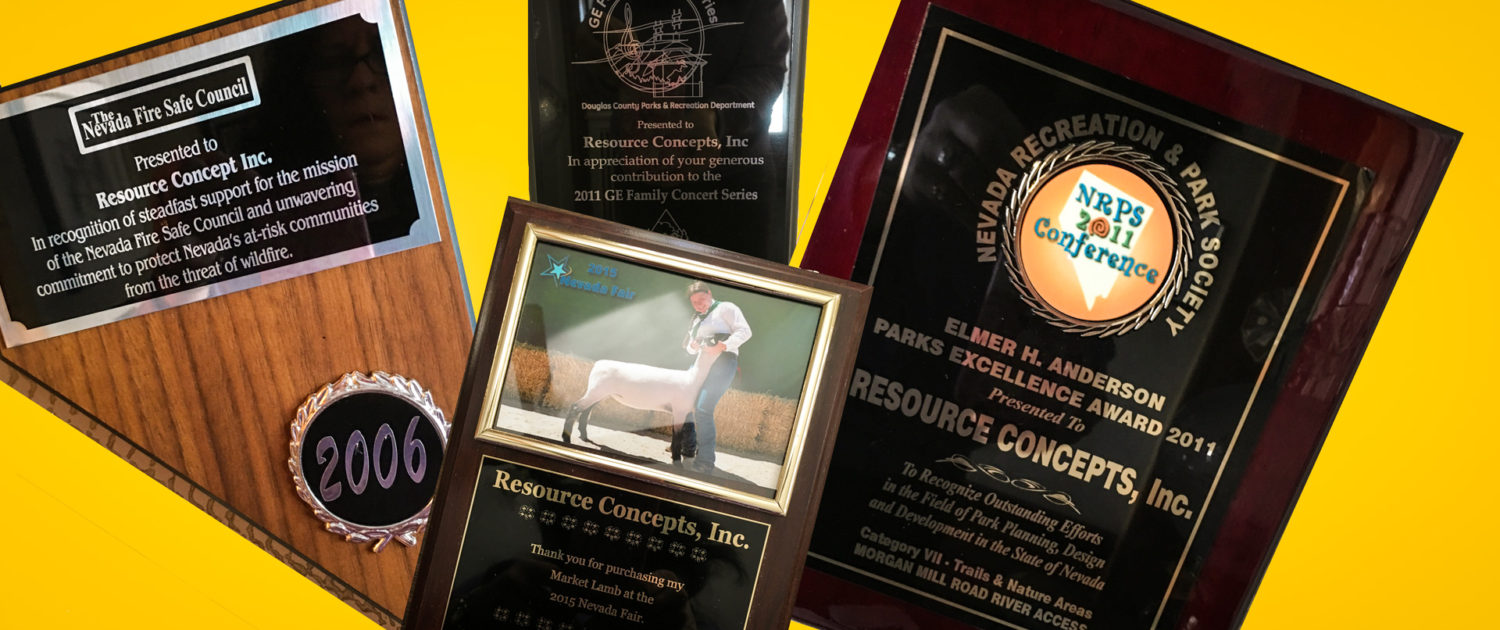 The
Nevada Fire Safe Council
Presented to
Resource Concept Inc.
In recognition of steadfast support for the mission
of the Nevada Fire Safe Council and unwavering
commitment to protect Nevada's at-risk communities
from the threat of wildfire.
2006
Douglas County Parks & Recreation Department
Presented to
Resource Concepts, Inc
In appreciation of your generous
contribution to the
2011 GE Family Concert Series
2015
Nevada Fair
Resource Concepts, Inc.
Thank you for purchasing my
Market Lamb at the
2015 Nevada Fair.
NEVADA RECREATION & PARK SOCIETY
NRPS
2011
Conference
ELMER H. ANDERSON
PARKS EXCELLENCE AWARD 2011
Presented To
RESOURCE CONCEPTS, Inc.
To Recognize Outstanding Efforts
in the Field of Park Planning, Design
and Development in the State of Nevada
Category VII - Trails & Nature Areas
MORGAN MILL ROAD RIVER ACCESS